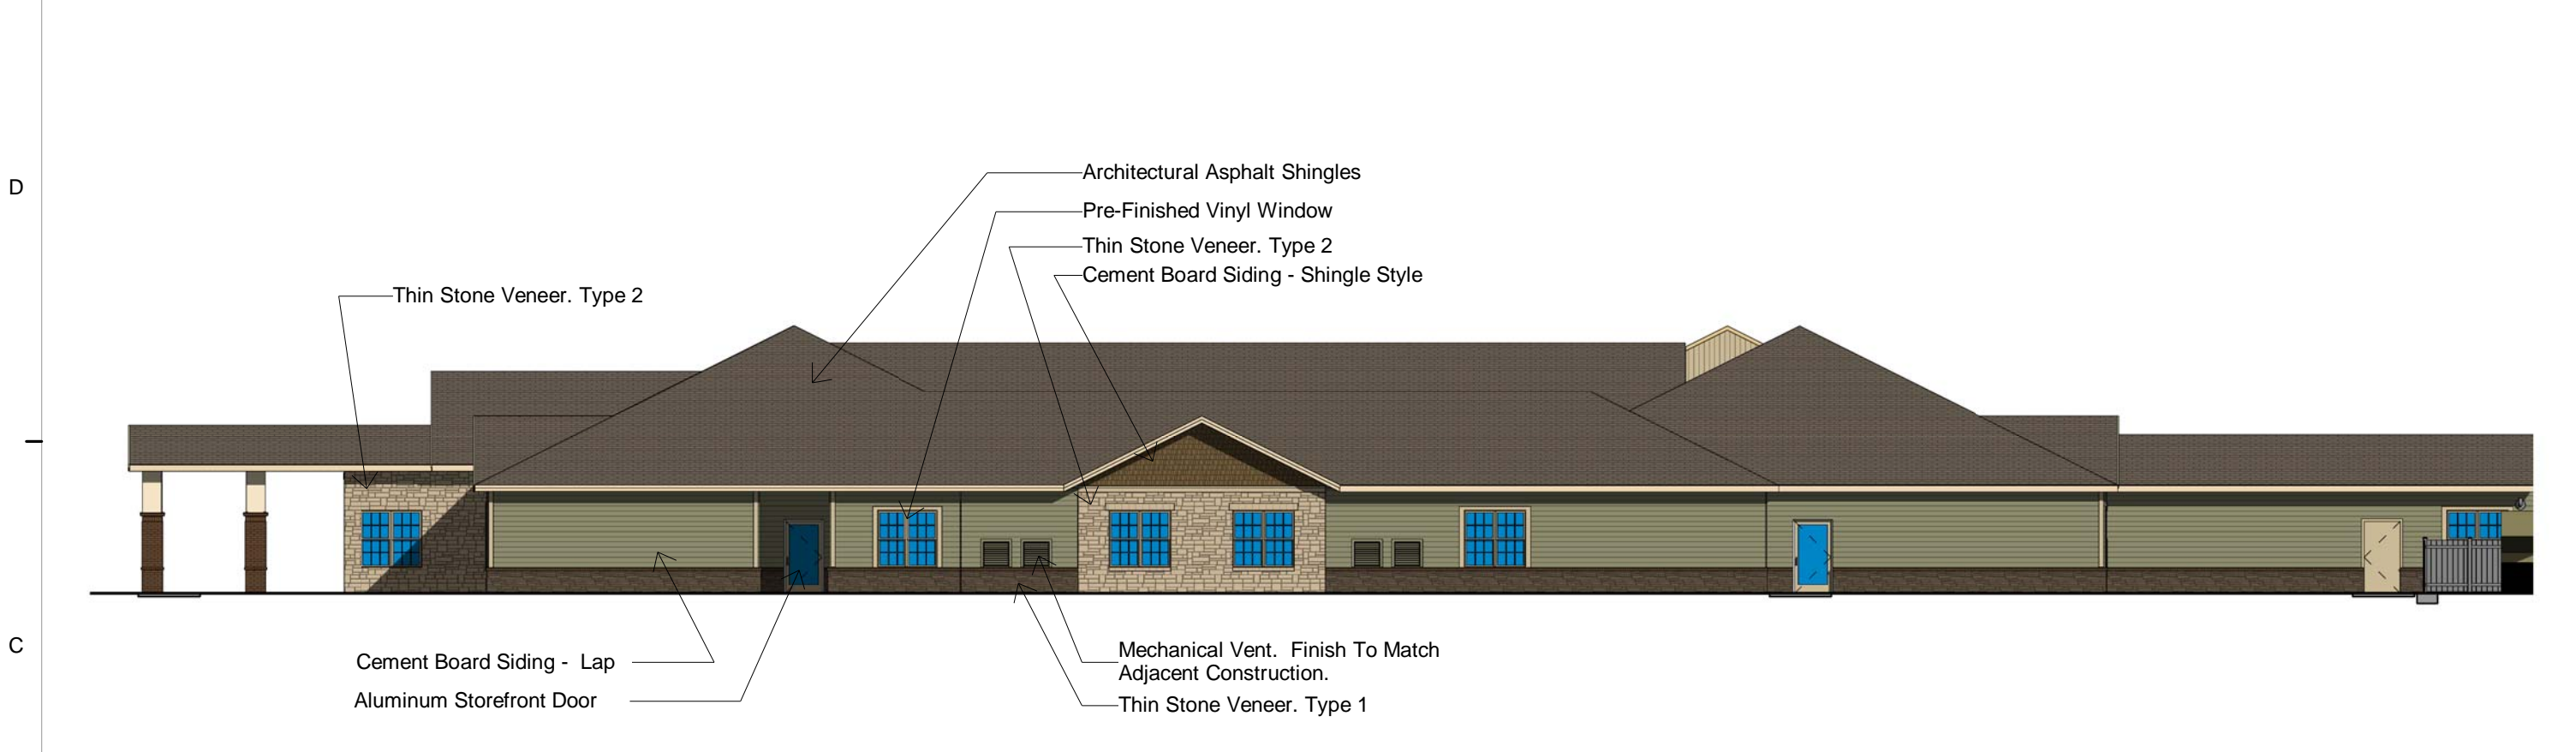 D
Architectural Asphalt Shingles
Pre-Finished Vinyl Window
Thin Stone Veneer. Type 2
Cement Board Siding - Shingle Style
Thin Stone Veneer. Type 2
C
Cement Board Siding -  Lap
Aluminum Storefront Door
Mechanical Vent.  Finish To Match
Adjacent Construction.
Thin Stone Veneer. Type 1